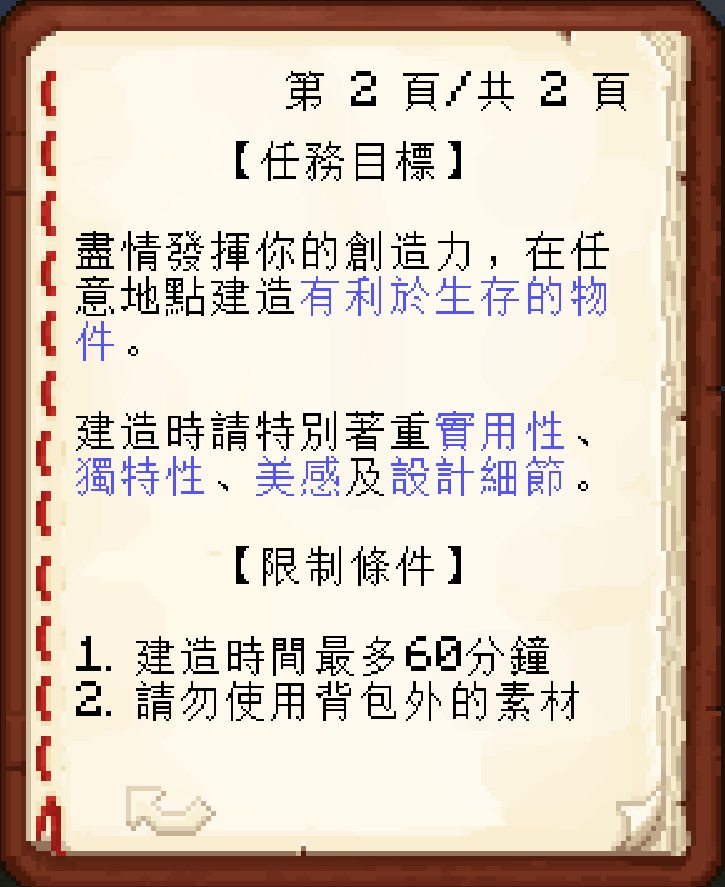 第 2 頁/共 2 頁
【任務目標】
盡情發揮你的創造力，在任
意地點建造有利於生存的物
件。
建造時請特別著重實用性、
獨特性、美感及設計細節。
【限制條件】
1. 建造時間最多60分鐘
2. 請勿使用背包外的素材